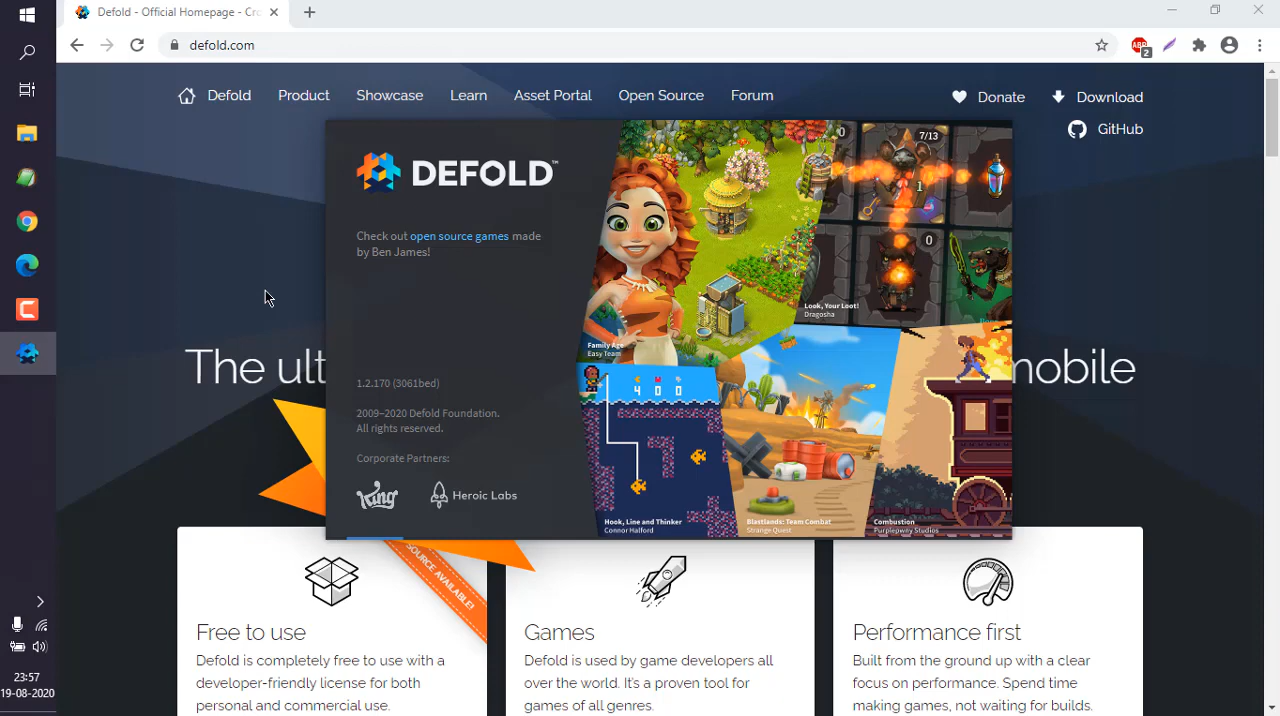 Defold - Official Homepage - Cro
defold.com
2
Defold Product Showcase Learn Asset Portal Open Source Forum Donate Download
GitHub
DEFOLD™
Check out open source games made
by Ben James!
0
7/13
1
0
Look, Your Loot!
Dragosha
Family Age
Easy Team
400
Hook, Line and Thinker
Connor Halford
Blastlands: Team Combat
Strange Quest
Combustion
Purplepwny Studios
1.2.170 (3061bed)
2009–2020 Defold Foundation.
All rights reserved.
Corporate Partners:
King
Heroic Labs
The ult
mobile
SOURCE AVAILABLE!
Free to use
Defold is completely free to use with a
developer-friendly license for both
personal and commercial use.
Games
Defold is used by game developers all
over the world. It's a proven tool for
games of all genres.
Performance first
Built from the ground up with a clear
focus on performance. Spend time
making games, not waiting for builds.
23:57
19-08-2020